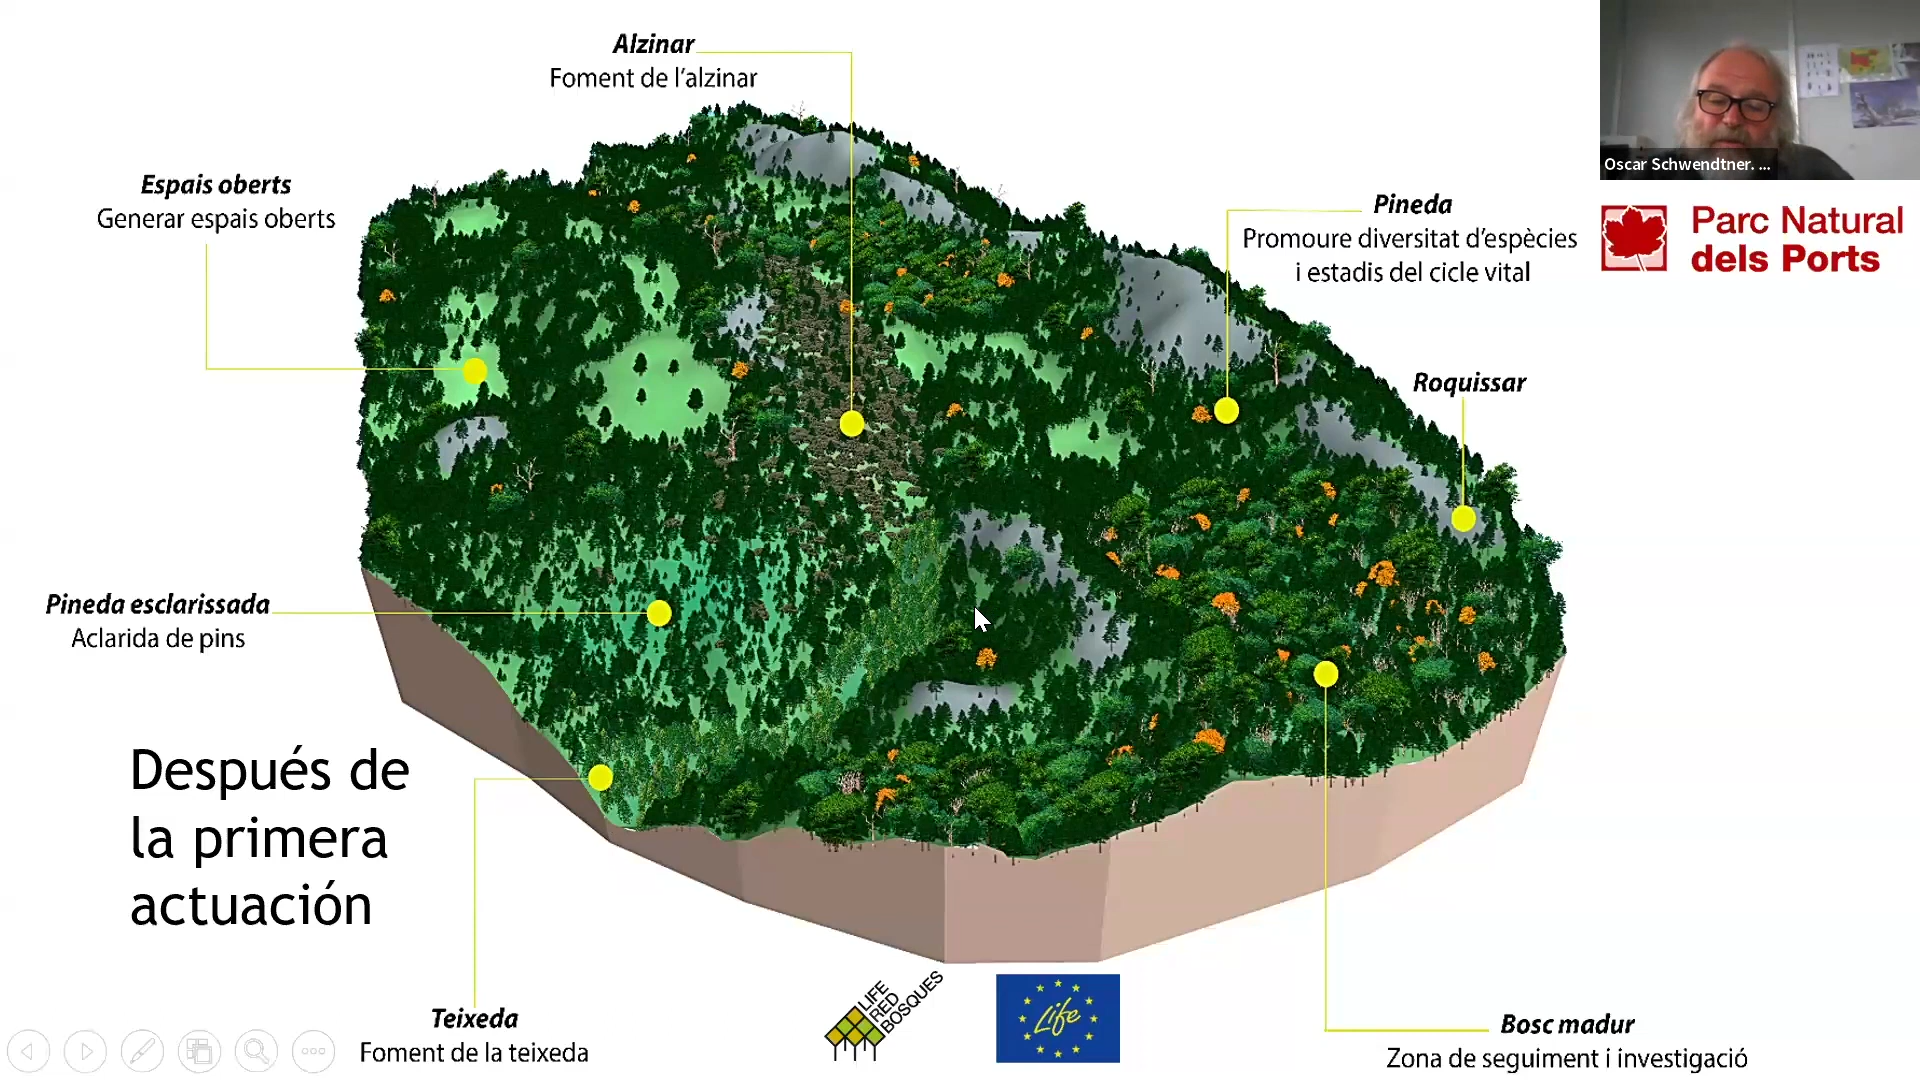 Alzinar
Foment de l'alzinar
Espais oberts
Generar espais oberts
Pineda
Promoure diversitat d'espècies
i estadis del cicle vital
Roquissar
Pineda esclarissada
Aclarida de pins
Después de
la primera
actuación
Teixeda
Foment de la teixeda
Bosc madur
Zona de seguiment i investigació
Oscar Schwendtner. ...
Parc Natural
dels Ports
LIFE
RED
BOSQUES
Life